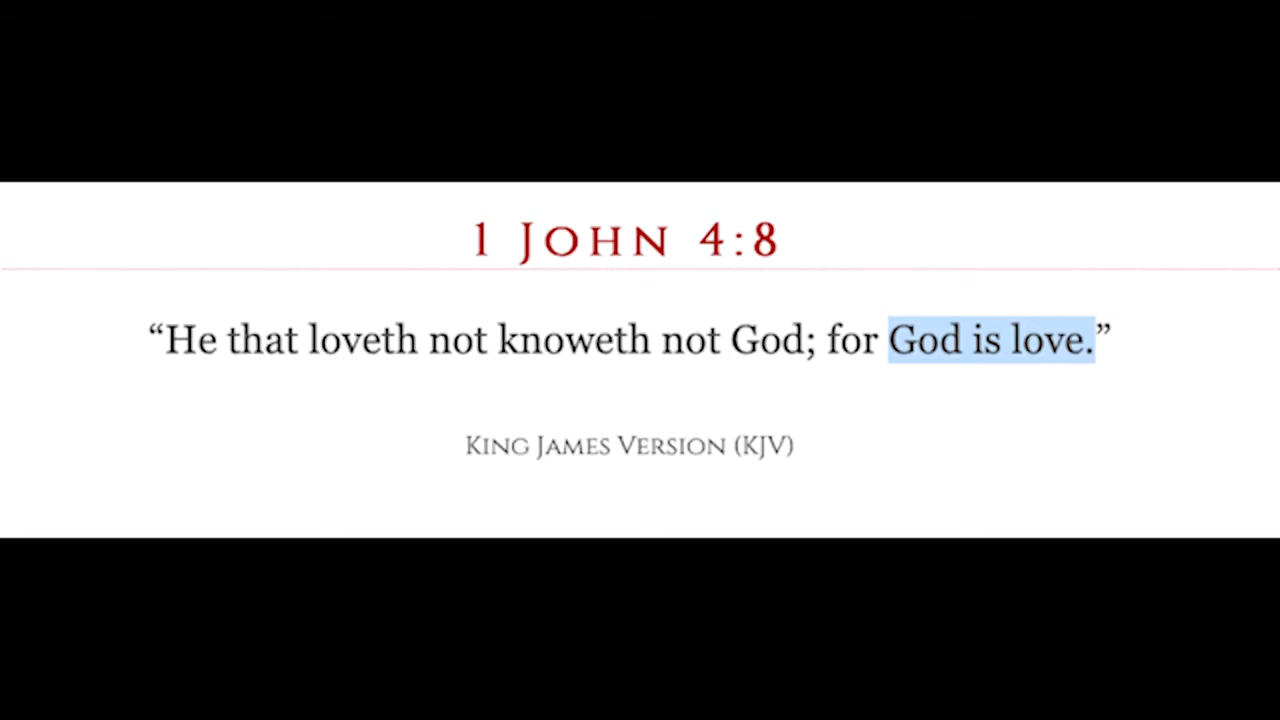 1 John 4:8
“He that loveth not knoweth not God; for God is love.”
King James Version (KJV)